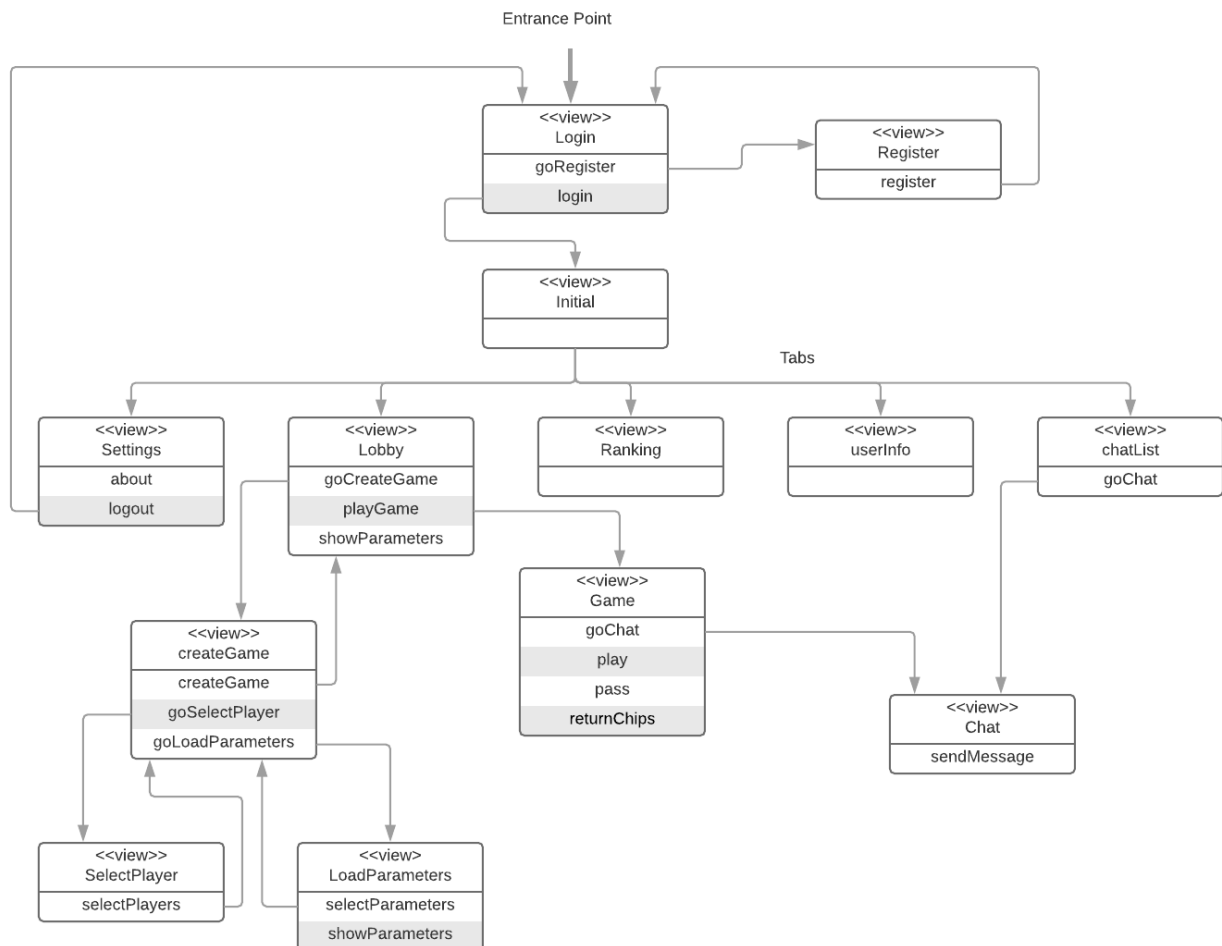 Entrance Point
<<view>>
Login
goRegister
login
<<view>>
Register
register
<<view>>
Initial
Tabs
<<view>>
Settings
about
logout
<<view>>
Lobby
goCreateGame
playGame
showParameters
<<view>>
Ranking
<<view>>
userInfo
<<view>>
chatList
goChat
<<view>>
Game
goChat
play
pass
returnChips
<<view>>
createGame
createGame
goSelectPlayer
goLoadParameters
<<view>>
Chat
sendMessage
<<view>>
SelectPlayer
selectPlayers
<<view>
LoadParameters
selectParameters
showParameters